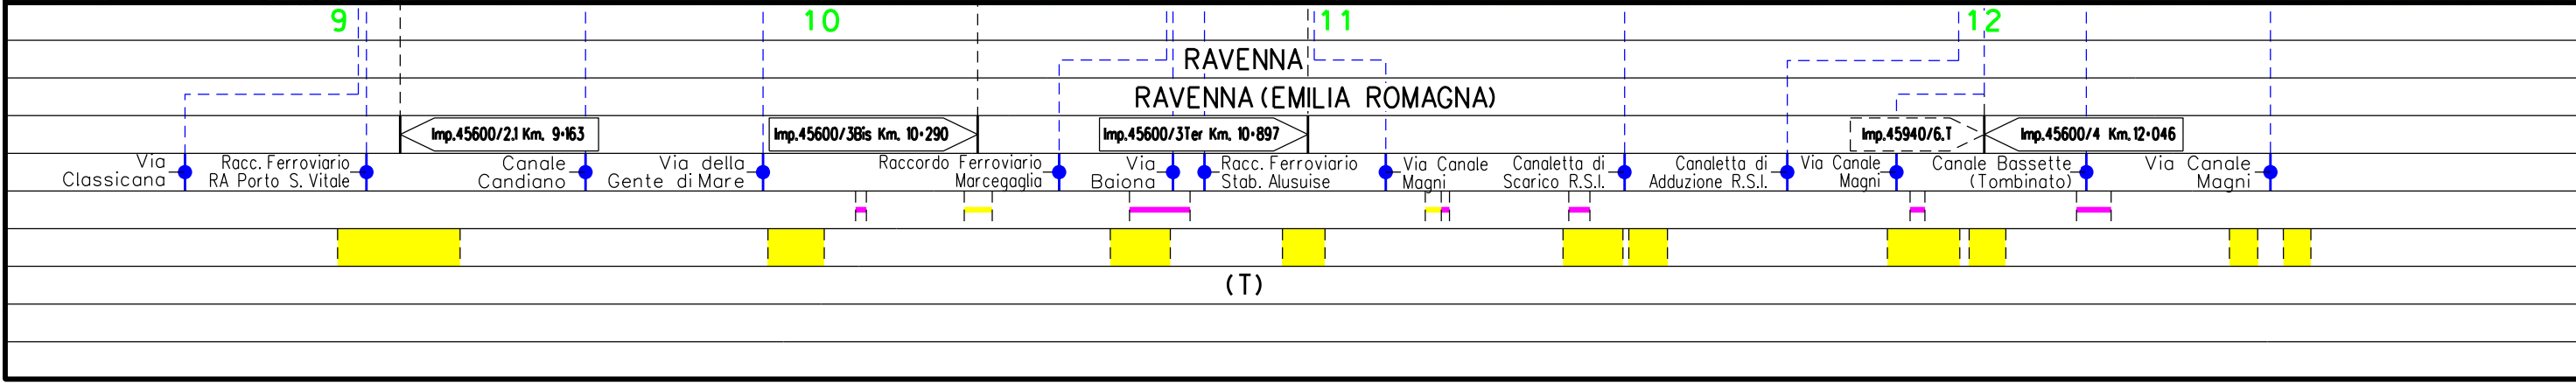 9 10 11 12
RAVENNA
RAVENNA (EMILIA ROMAGNA)
Imp.45600/2.1 Km. 9+163
Imp.45600/3Bis Km. 10+290
Imp.45600/3Ter Km. 10+897
Imp.45940/6.T
Imp.45600/4 Km.12+046
Via
Classicana
Racc. Ferroviario
RA Porto S. Vitale
Canale
Candiano
Via della
Gente di Mare
Raccordo Ferroviario
Marcegaglia
Via
Baiona
Racc. Ferroviario
Stab. Alusuise
Via Canale
Magni
Canaletta di
Scarico R.S.I.
Canaletta di
Adduzione R.S.I.
Via Canale
Magni
Canale Bassette
(Tombinato)
Via Canale
Magni
(T)